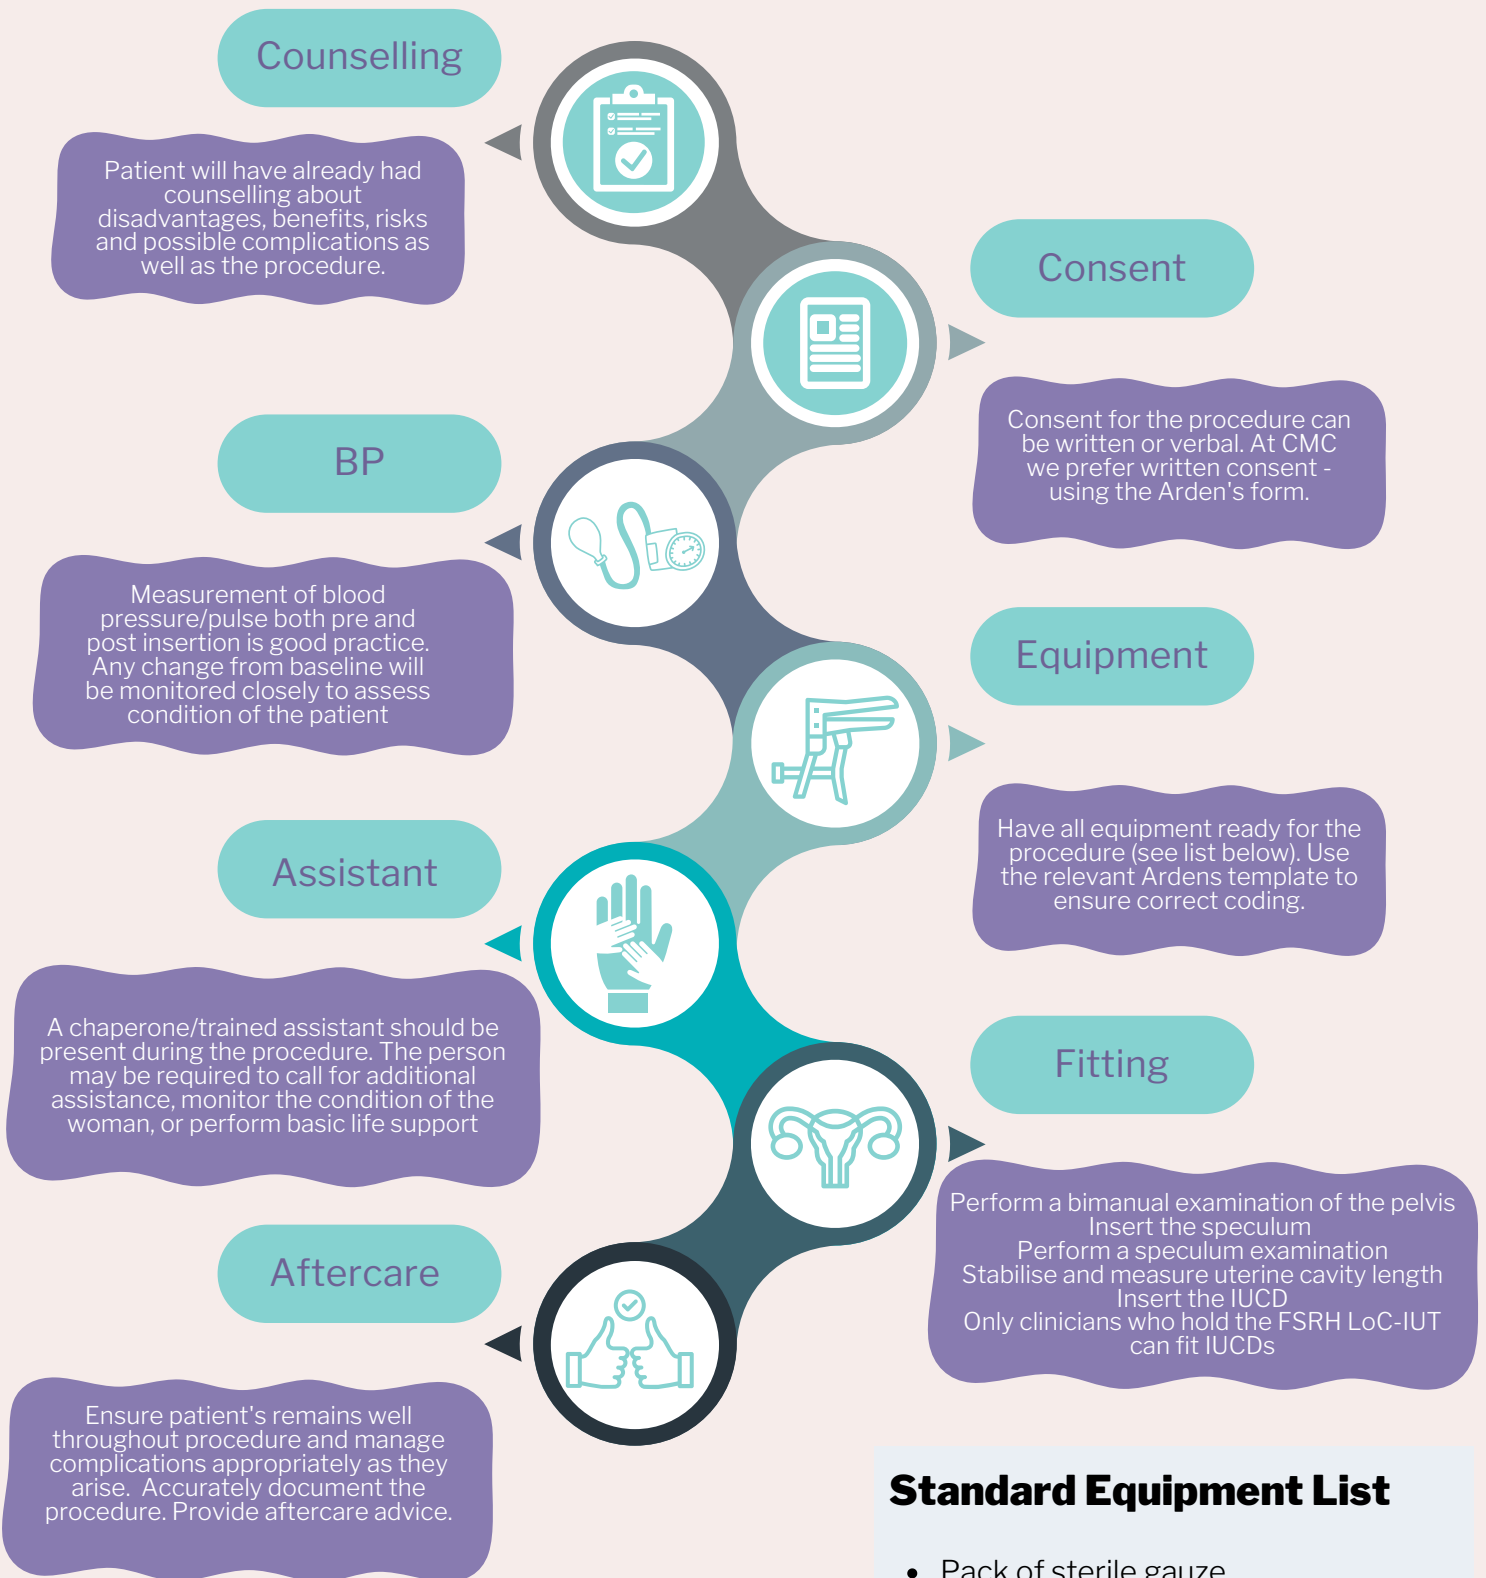 Counselling
Patient will have already had
counselling about
disadvantages, benefits, risks
and possible complications as
well as the procedure.
Consent
Consent for the procedure can
be written or verbal. At CMC
we prefer written consent -
using the Arden's form.
BP
Measurement of blood
pressure/pulse both pre and
post insertion is good practice.
Any change from baseline will
be monitored closely to assess
condition of the patient
Equipment
Have all equipment ready for the
procedure (see list below). Use
the relevant Ardens template to
ensure correct coding.
Assistant
A chaperone/trained assistant should be
present during the procedure. The person
may be required to call for additional
assistance, monitor the condition of the
woman, or perform basic life support
Fitting
Perform a bimanual examination of the pelvis
Insert the speculum
Perform a speculum examination
Stabilise and measure uterine cavity length
Insert the IUCD
Only clinicians who hold the FSRH LoC-IUT
can fit IUCDs
Aftercare
Ensure patient's remains well
throughout procedure and manage
complications appropriately as they
arise. Accurately document the
procedure. Provide aftercare advice.
Standard Equipment List
• Pack of sterile gauze